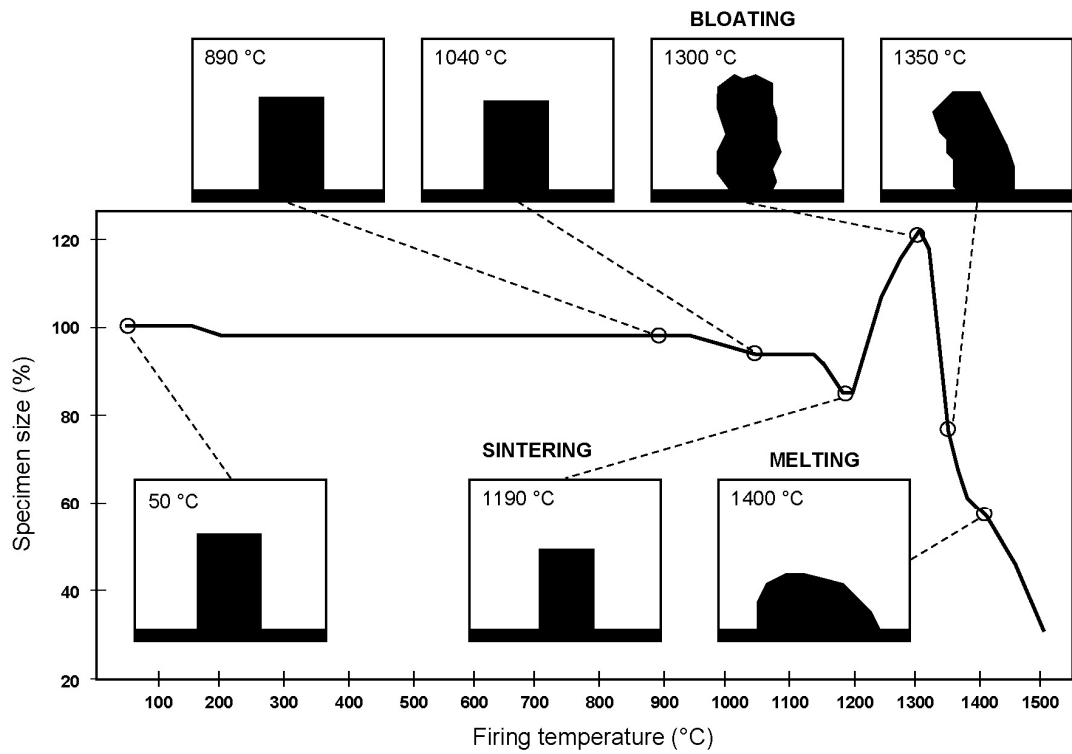 BLOATING
890 °C
1040 °C
1300 °C
1350 °C
120
100
80
60
40
20
Specimen size (%)
SINTERING
MELTING
50 °C
1190 °C
1400 °C
100 200 300 400 500 600 700 900 1000 1100 1200 1300 1400 1500
Firing temperature (°C)